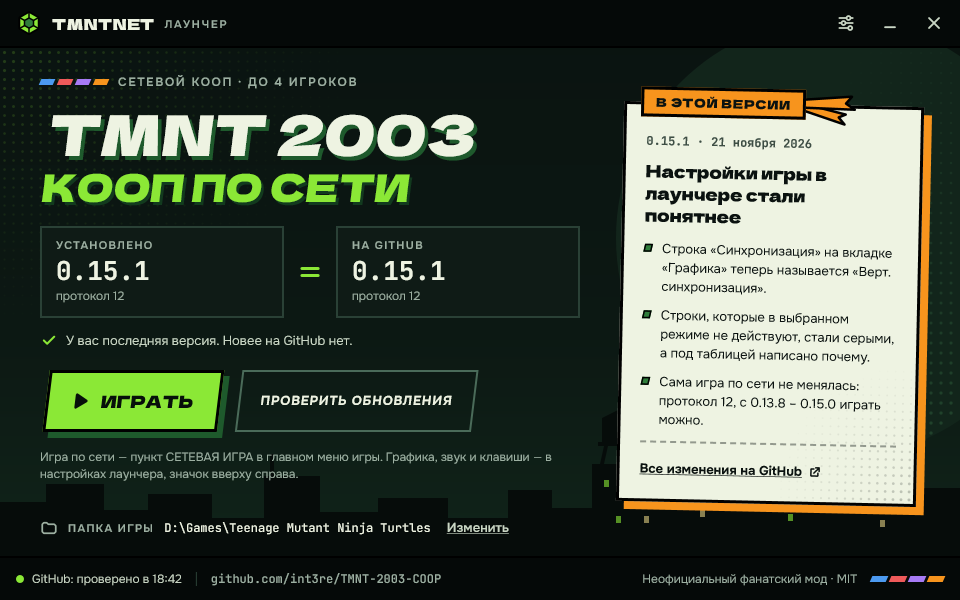 TMNTNET ЛАУНЧЕР
СЕТЕВОЙ КООП · ДО 4 ИГРОКОВ
TMNT 2003
КООП ПО СЕТИ
УСТАНОВЛЕНО
0.15.1
протокол 12
=
НА GITHUB
0.15.1
протокол 12
У вас последняя версия. Новее на GitHub нет.
ИГРАТЬ
ПРОВЕРИТЬ ОБНОВЛЕНИЯ
Игра по сети — пункт СЕТЕВАЯ ИГРА в главном меню игры. Графика, звук и клавиши — в
настройках лаунчера, значок вверху справа.
ПАПКА ИГРЫ D:\Games\Teenage Mutant Ninja Turtles Изменить
В ЭТОЙ ВЕРСИИ
0.15.1 · 21 ноября 2026
Настройки игры в
лаунчере стали
понятнее
Строка «Синхронизация» на вкладке
«Графика» теперь называется «Верт.
синхронизация».
Строки, которые в выбранном
режиме не действуют, стали серыми,
а под таблицей написано почему.
Сама игра по сети не менялась:
протокол 12, с 0.13.8 – 0.15.0 играть
можно.
Все изменения на GitHub
GitHub: проверено в 18:42
github.com/int3re/TMNT-2003-COOP
Неофициальный фанатский мод · MIT